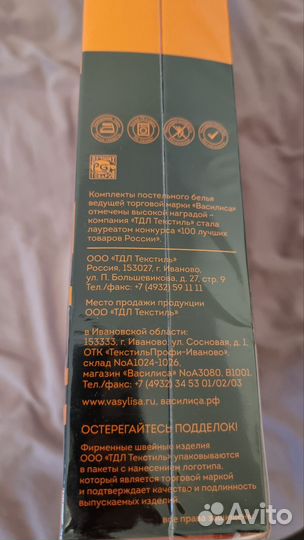 Комплекты постельного белья
ведущей торговой марки «Василиса»
отмечены высокой наградой –
компания «ТДЛ Текстиль» стала
лауреатом конкурса «100 лучших
товаров России».
ООО «ТДЛ Текстиль»
Россия, 153027, г. Иваново,
ул. П. Большевикова, д. 27, стр. 9
Тел./факс: +7 (4932) 59 11 11
Место продажи продукции
ООО «ТДЛ Текстиль»
в Ивановской области:
153333, г. Иваново, ул. Сосновая, д. 1,
ОТК «ТекстильПрофи-Иваново»,
склад №А1024-1026,
магазин «Василиса» №А3080, В1001.
Тел./факс: +7 (4932) 34 53 01/02/03
www.vasylisa.ru, василиса.рф
ОСТЕРЕГАЙТЕСЬ ПОДДЕЛОК!
Фирменные швейные изделия
ООО «ТДЛ Текстиль» упаковываются
в пакеты с нанесением логотипа,
который является торговой маркой
и подтверждает качество и подлинность
выпускаемых изделий.
все права
Avito